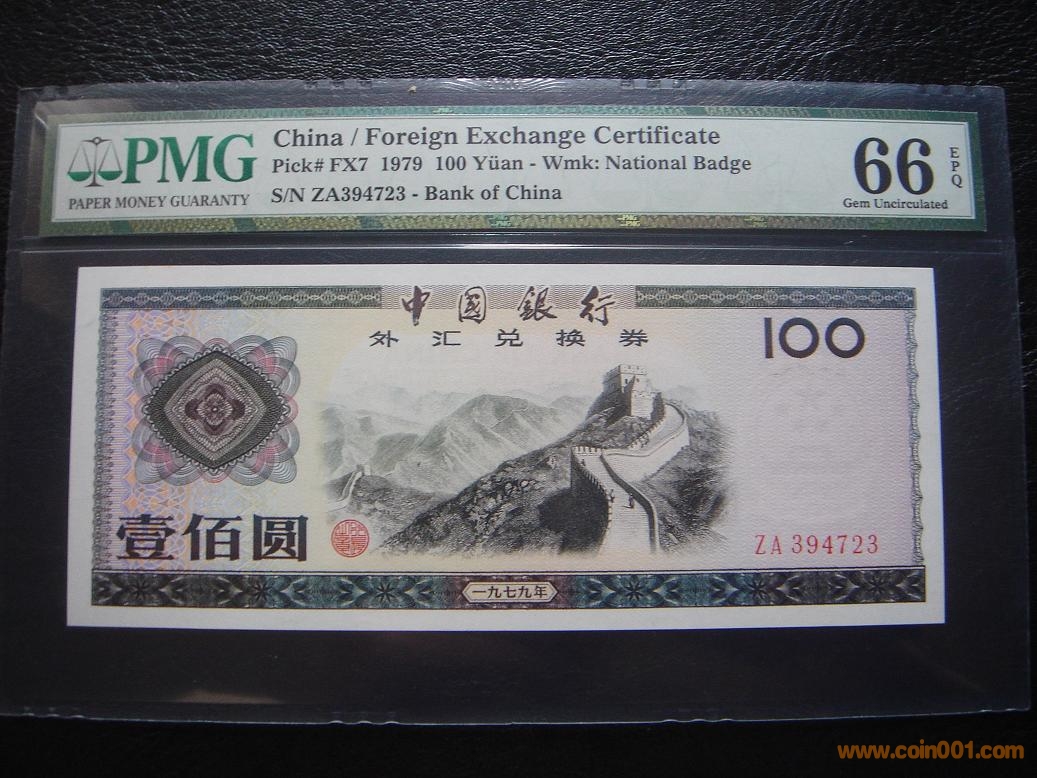 PMG
PAPER MONEY GUARANTY
China / Foreign Exchange Certificate
Pick# FX7 1979 100 Yüan - Wmk: National Badge
S/N ZA394723 - Bank of China
66
EPQ
Gem Uncirculated
中國銀行
外汇兑换券
100
壹佰圆
ZA 394723
一九七九年
www.coin001.com